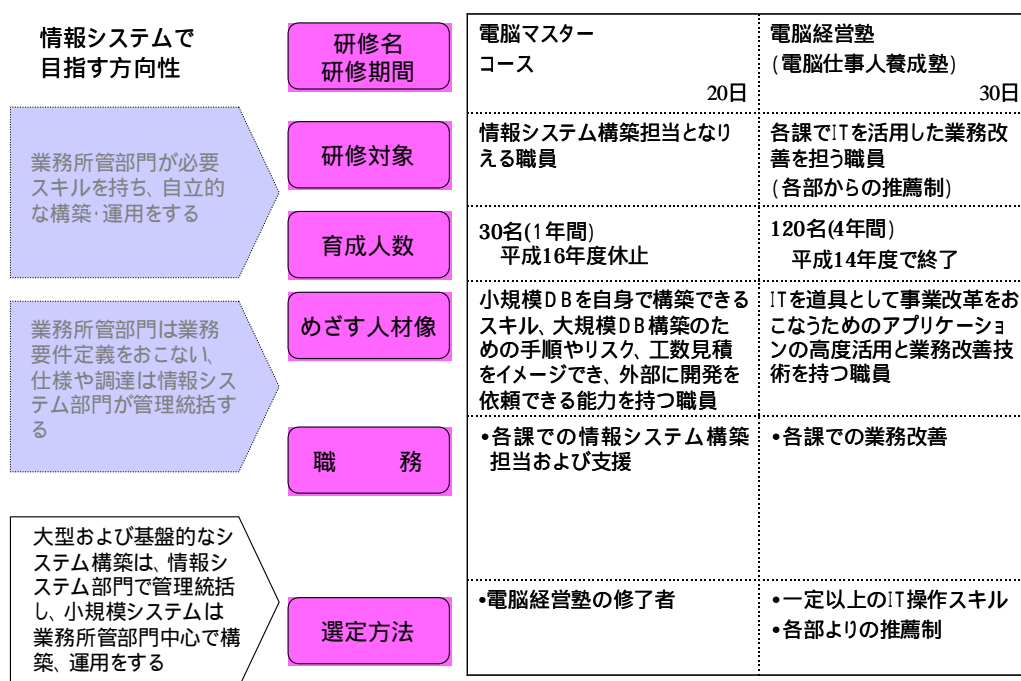 情報システムで
目指す方向性
業務所管部門が必要
スキルを持ち、自立的
な構築・運用をする
業務所管部門は業務
要件定義をおこない、
仕様や調達は情報シス
テム部門が管理統括す
る
大型および基盤的なシ
ステム構築は、情報シ
ステム部門で管理統括
し、小規模システムは
業務所管部門中心で構
築、運用をする
研修名
研修期間
電脳マスター
コース
20日
電脳経営塾
(電脳仕事人養成塾)
30日
研修対象
情報システム構築担当となり
える職員
各課でITを活用した業務改
善を担う職員
(各部からの推薦制)
育成人数
30名(1年間)
平成16年度休止
120名(4年間)
平成14年度で終了
めざす人材像
小規模DBを自身で構築できる
スキル、大規模DB構築のた
めの手順やリスク、工数見積
をイメージでき、外部に開発を
依頼できる能力を持つ職員
ITを道具として事業改革をお
こなうためのアプリケーショ
ンの高度活用と業務改善技
術を持つ職員
職　務
•各課での情報システム構築
担当および支援
•各課での業務改善
選定方法
•電脳経営塾の修了者
•一定以上のIT操作スキル
•各部よりの推薦制